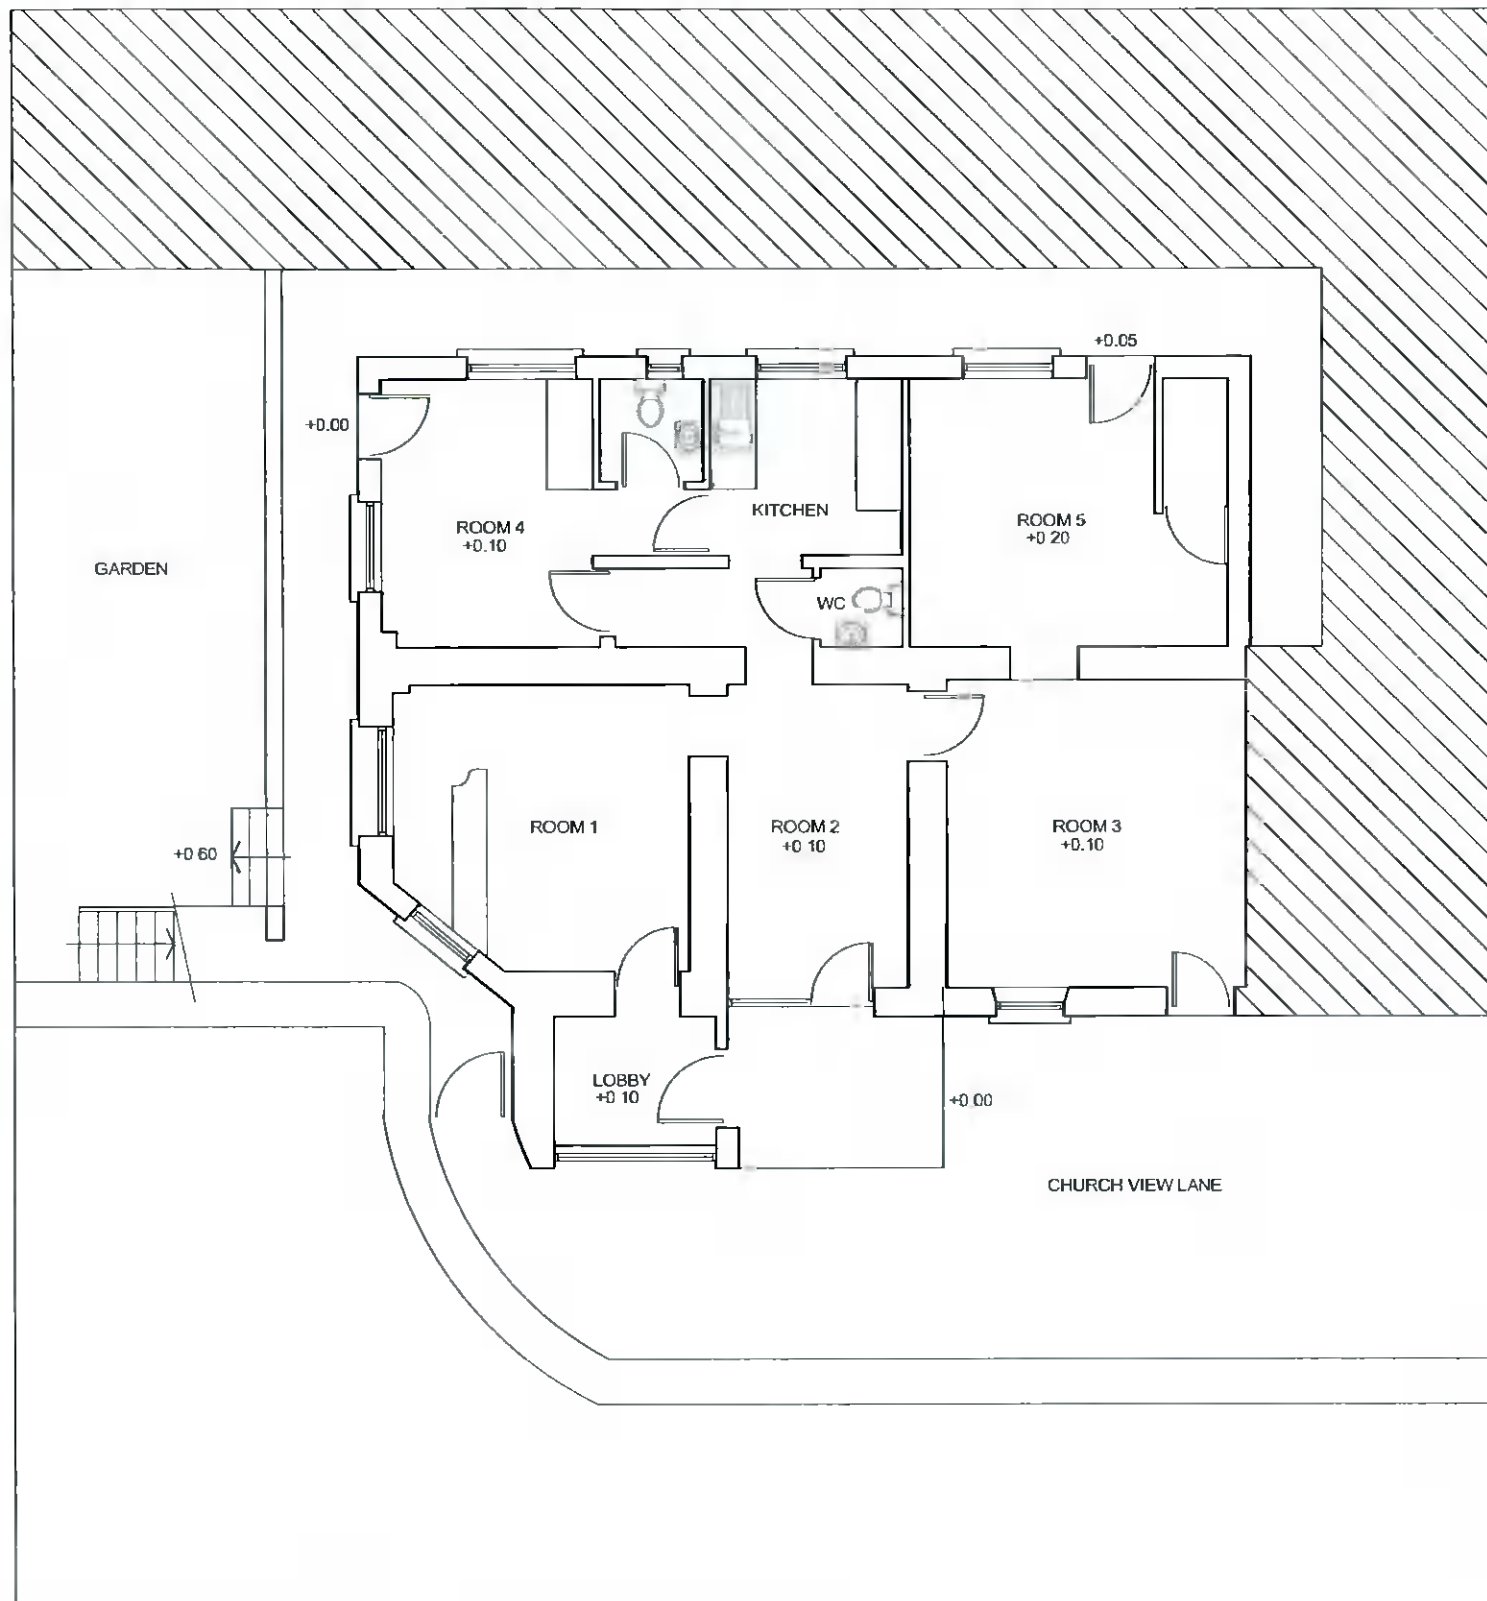 +0.05
+0.00
KITCHEN
ROOM 4
+0.10
ROOM 5
+0.20
GARDEN
WC
ROOM 1
ROOM 2
+0.10
ROOM 3
+0.10
+0.60
LOBBY
+0.10
+0.00
CHURCH VIEW LANE